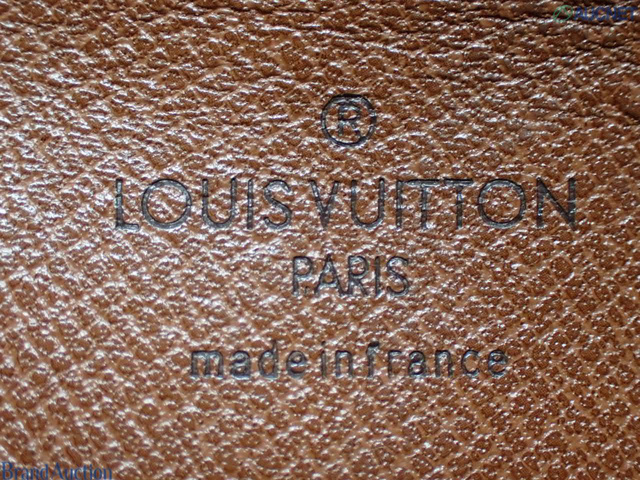 ®
LOUIS VUITTON
PARIS
made in france
Brand Auction